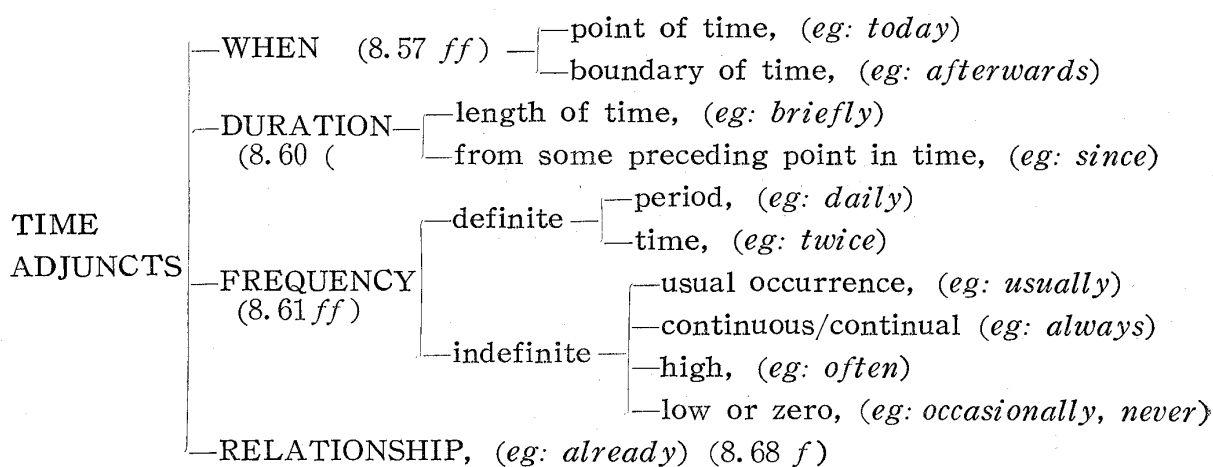 WHEN (8.57 ff) point of time, (eg: today)
boundary of time, (eg: afterwards)
DURATION length of time, (eg: briefly)
(8.60 ( from some preceding point in time, (eg: since)
TIME ADJUNCTS
definite period, (eg: daily)
time, (eg: twice)
FREQUENCY
(8.61 ff)
indefinite
usual occurrence, (eg: usually)
continuous/continual (eg: always)
high, (eg: often)
low or zero, (eg: occasionally, never)
RELATIONSHIP, (eg: already) (8.68 f)